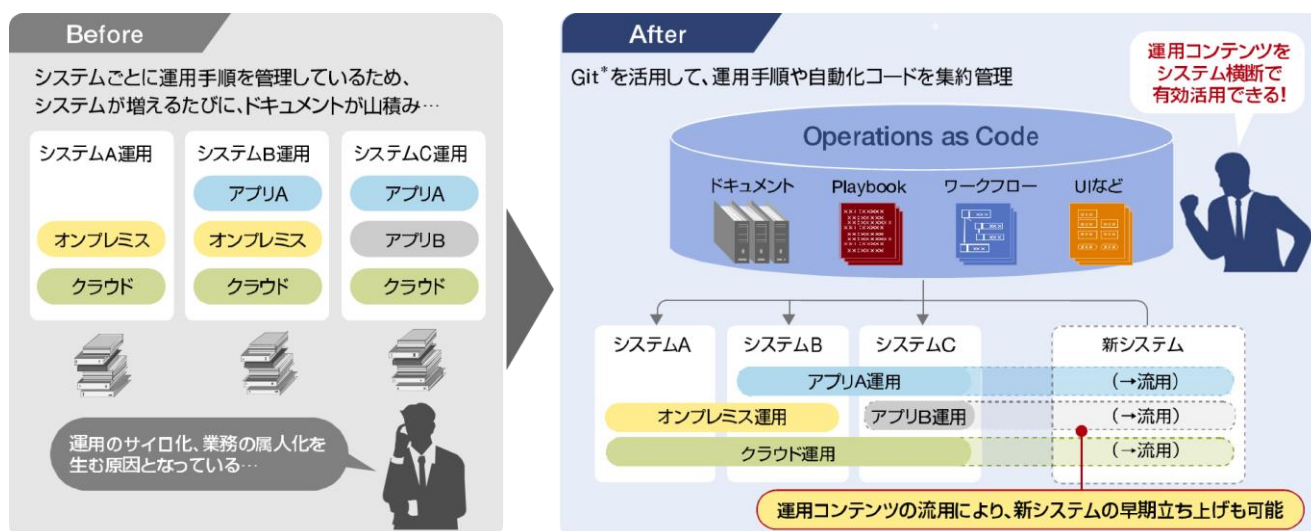 Before
システムごとに運用手順を管理しているため、
システムが増えるたびに、ドキュメントが山積み…
システムA運用
オンプレミス
クラウド
システムB運用
アプリA
オンプレミス
クラウド
システムC運用
アプリA
アプリB
クラウド
運用のサイロ化、業務の属人化を
生む原因となっている…
After
Git*を活用して、運用手順や自動化コードを集約管理
運用コンテンツを
システム横断で
有効活用できる!
Operations as Code
ドキュメント
Playbook
ワークフロー
UIなど
システムA
システムB
システムC
新システム
アプリA運用
(→流用)
オンプレミス運用
アプリB運用
(→流用)
クラウド運用
(→流用)
運用コンテンツの流用により、新システムの早期立ち上げも可能